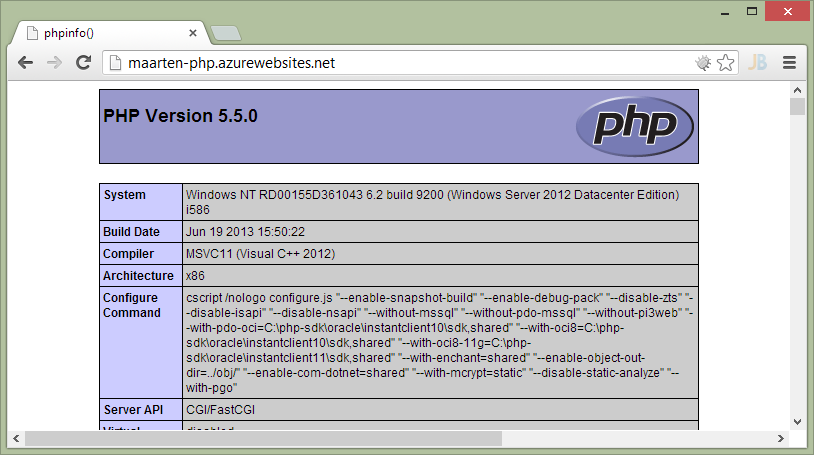 phpinfo()
maarten-php.azurewebsites.net
JB
PHP Version 5.5.0
php
System
Windows NT RD00155D361043 6.2 build 9200 (Windows Server 2012 Datacenter Edition)
i586
Build Date
Jun 19 2013 15:50:22
Compiler
MSVC11 (Visual C++ 2012)
Architecture
x86
Configure
Command
cscript /nologo configure.js "--enable-snapshot-build" "--enable-debug-pack" "--disable-zts" "-
-disable-isapi" "--disable-nsapi" "--without-mssql" "--without-pdo-mssql" "--without-pi3web" "-
-with-pdo-oci=C:\php-sdk\oracle\instantclient10\sdk,shared" "--with-oci8=C:\php-
sdk\oracle\instantclient10\sdk,shared" "--with-oci8-11g=C:\php-
sdk\oracle\instantclient11\sdk,shared" "--with-enchant=shared" "--enable-object-out-
dir=../obj/" "--enable-com-dotnet=shared" "--with-mcrypt=static" "--disable-static-analyze" "--
with-pgo"
Server API
CGI/FastCGI
Virtual
disabled